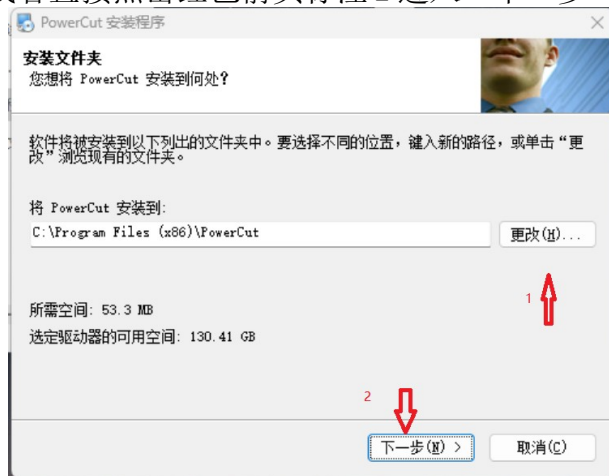 PowerCut 安装程序
安装文件夹
您想将 PowerCut 安装到何处?
软件将被安装到以下列出的文件夹中。要选择不同的位置，键入新的路径，或单击“更
改”浏览现有的文件夹。
将 PowerCut 安装到:
C:\Program Files (x86)\PowerCut
更改(H)...
1
所需空间: 53.3 MB
选定驱动器的可用空间: 130.41 GB
2
下一步(N) >
取消(C)